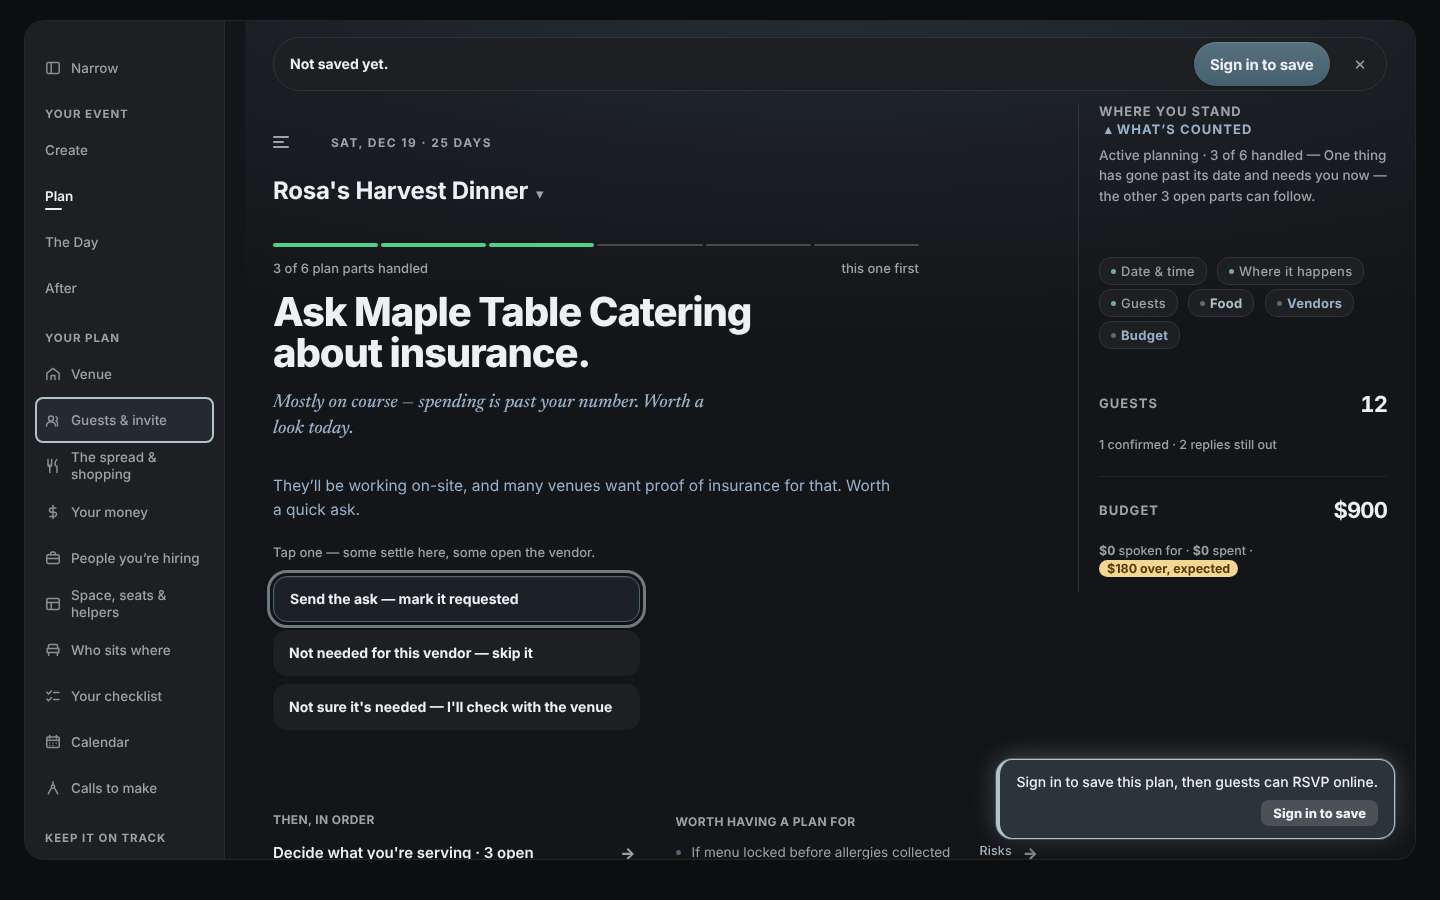 Narrow
YOUR EVENT
Create
Plan
The Day
After
YOUR PLAN
Venue
Guests & invite
The spread &
shopping
Your money
People you’re hiring
Space, seats &
helpers
Who sits where
Your checklist
Calendar
Calls to make
KEEP IT ON TRACK
Not saved yet.
Sign in to save
SAT, DEC 19 · 25 DAYS
Rosa's Harvest Dinner
3 of 6 plan parts handled
this one first
Ask Maple Table Catering
about insurance.
Mostly on course — spending is past your number. Worth a
look today.
They’ll be working on-site, and many venues want proof of insurance for that. Worth
a quick ask.
Tap one — some settle here, some open the vendor.
Send the ask — mark it requested
Not needed for this vendor — skip it
Not sure it's needed — I'll check with the venue
THEN, IN ORDER
Decide what you're serving · 3 open
WORTH HAVING A PLAN FOR
If menu locked before allergies collected
Risks
WHERE YOU STAND
WHAT’S COUNTED
Active planning · 3 of 6 handled — One thing
has gone past its date and needs you now —
the other 3 open parts can follow.
Date & time
Where it happens
Guests
Food
Vendors
Budget
GUESTS
12
1 confirmed · 2 replies still out
BUDGET
$900
$0 spoken for · $0 spent ·
$180 over, expected
Sign in to save this plan, then guests can RSVP online.
Sign in to save